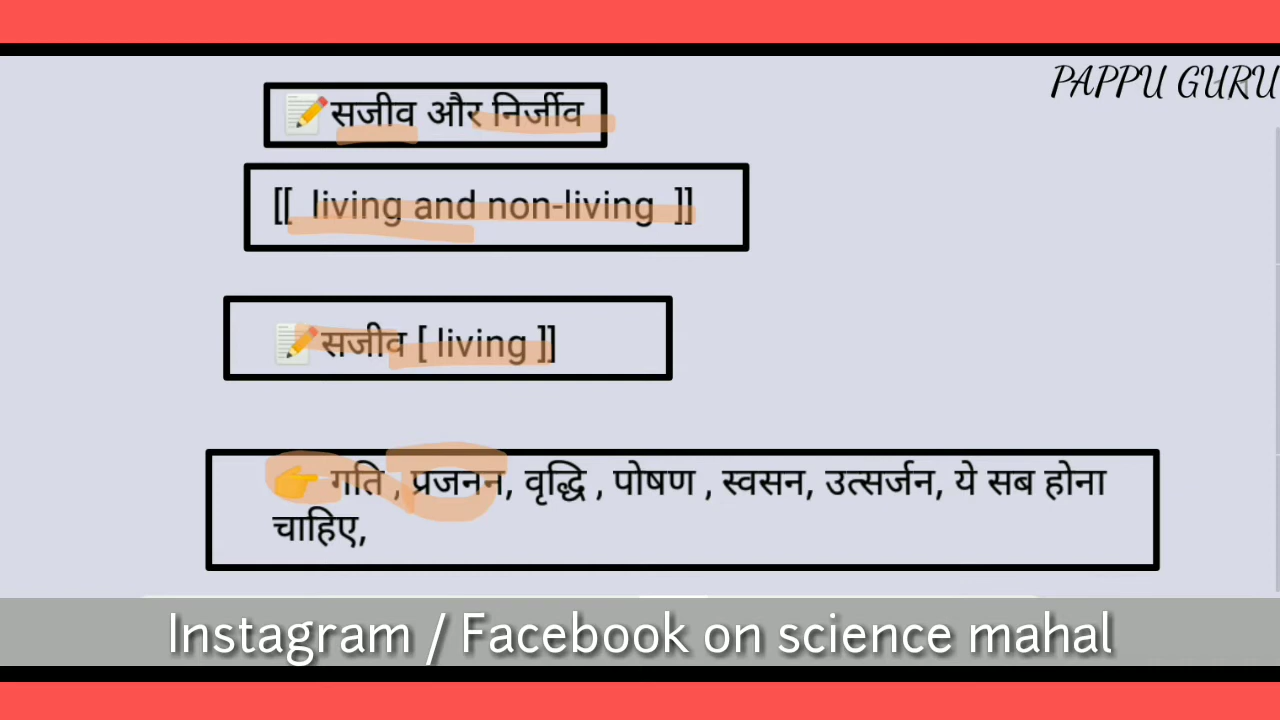 PAPPU GURU
📝सजीव और निर्जीव
[[ living and non-living ]]
📝सजीव [ living ]]
👉 गति , प्रजनन, वृद्धि , पोषण , स्वसन, उत्सर्जन, ये सब होना
चाहिए,
Instagram / Facebook on science mahal